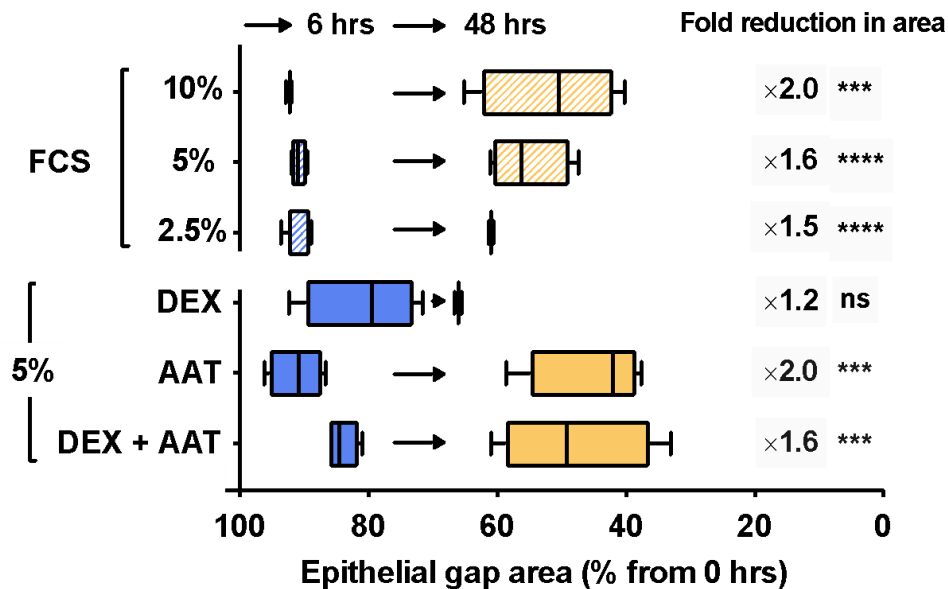 6 hrs 48 hrs Fold reduction in area
10% ×2.0 ***
FCS 5% ×1.6 ****
2.5% ×1.5 ****
DEX ×1.2 ns
5% AAT ×2.0 ***
DEX + AAT ×1.6 ***
100 80 60 40 20 0
Epithelial gap area (% from 0 hrs)